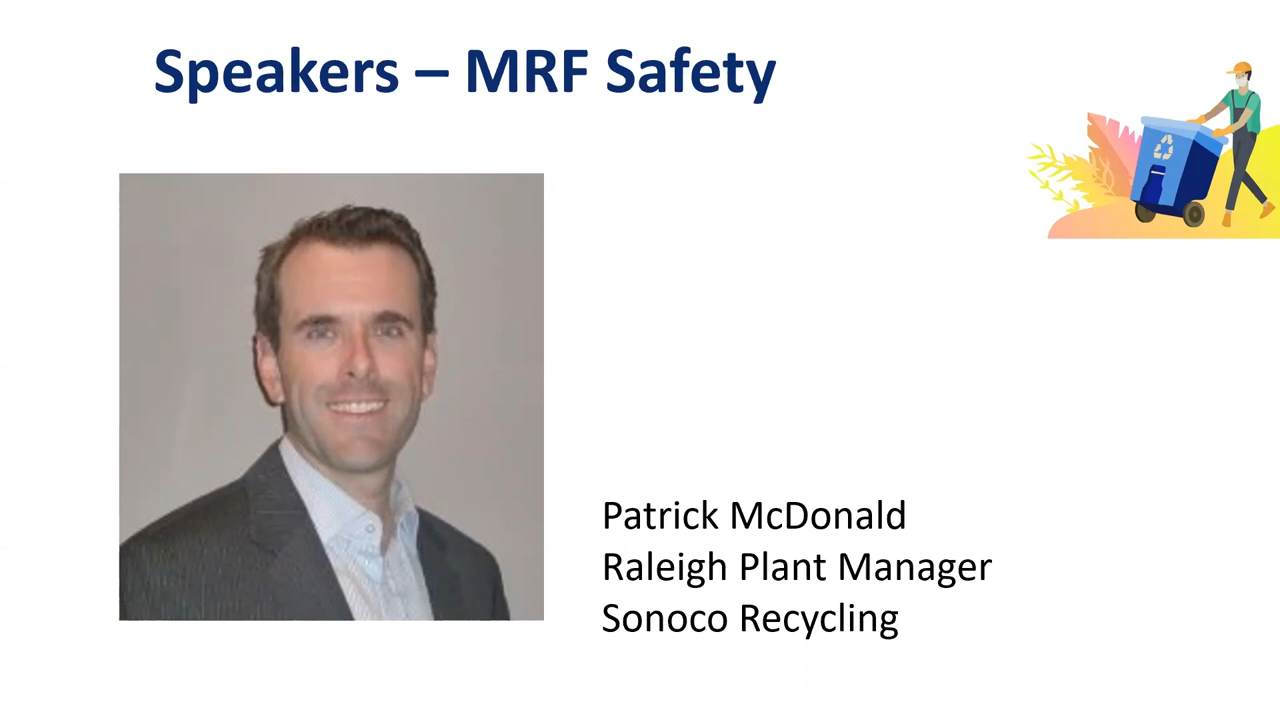 Speakers – MRF Safety
Patrick McDonald
Raleigh Plant Manager
Sonoco Recycling